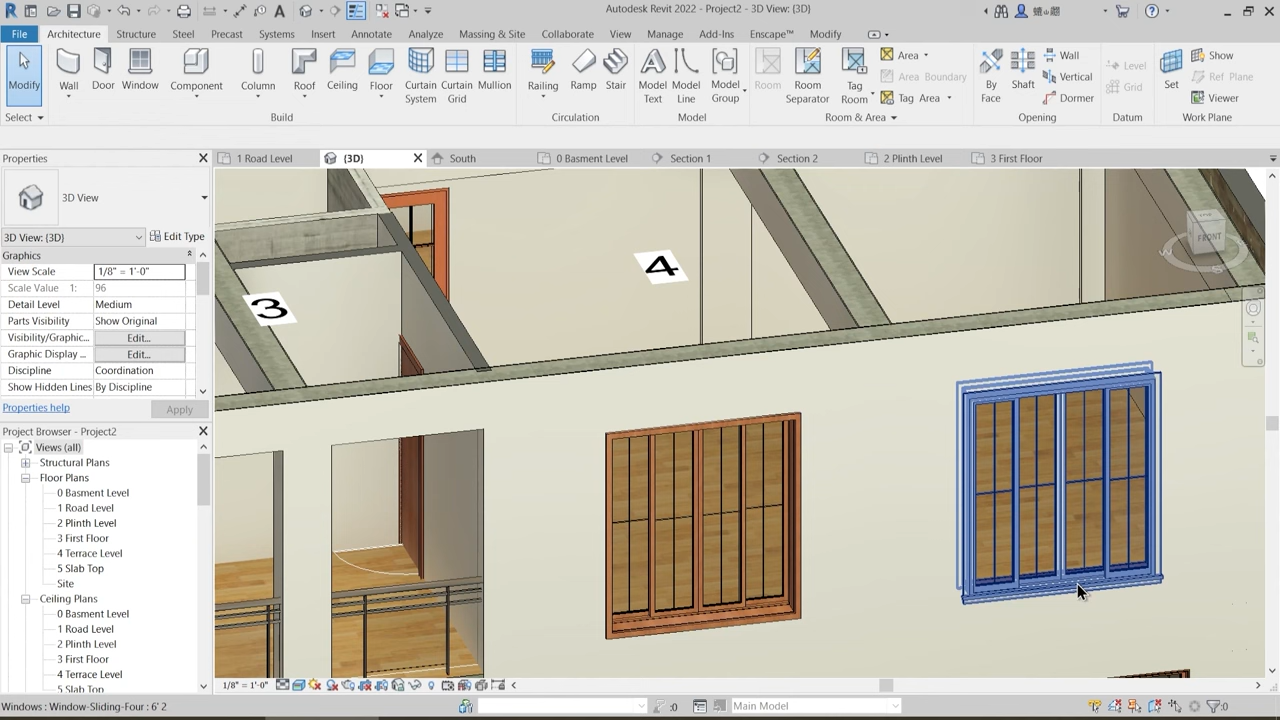 Autodesk Revit 2022 - Project2 - 3D View: {3D}
File Architecture Structure Steel Precast Systems Insert Annotate Analyze Massing & Site Collaborate View Manage Add-Ins Enscape™ Modify
Modify Wall Door Window Component Column Roof Ceiling Floor Curtain System Curtain Grid Mullion Railing Ramp Stair Model Text Model Line Model Group Room Room Separator Tag Room Area Area Boundary Tag Area By Face Shaft Wall Vertical Dormer Level Grid Set Show Ref Plane Viewer
Select Build Circulation Model Room & Area Opening Datum Work Plane
Properties
1 Road Level {3D} South 0 Basment Level Section 1 Section 2 2 Plinth Level 3 First Floor
3D View
3D View: {3D} Edit Type
Graphics
View Scale 1/8" = 1'-0"
Scale Value 1: 96
Detail Level Medium
Parts Visibility Show Original
Visibility/Graphic... Edit...
Graphic Display ... Edit...
Discipline Coordination
Show Hidden Lines By Discipline
Properties help Apply
Project Browser - Project2
Views (all)
Structural Plans
Floor Plans
0 Basment Level
1 Road Level
2 Plinth Level
3 First Floor
4 Terrace Level
5 Slab Top
Site
Ceiling Plans
0 Basment Level
1 Road Level
2 Plinth Level
3 First Floor
4 Terrace Level
5 Slab Top
3
4
FRONT
W
S
1/8" = 1'-0"
Windows : Window-Sliding-Four : 6' 2 :0 Main Model :0